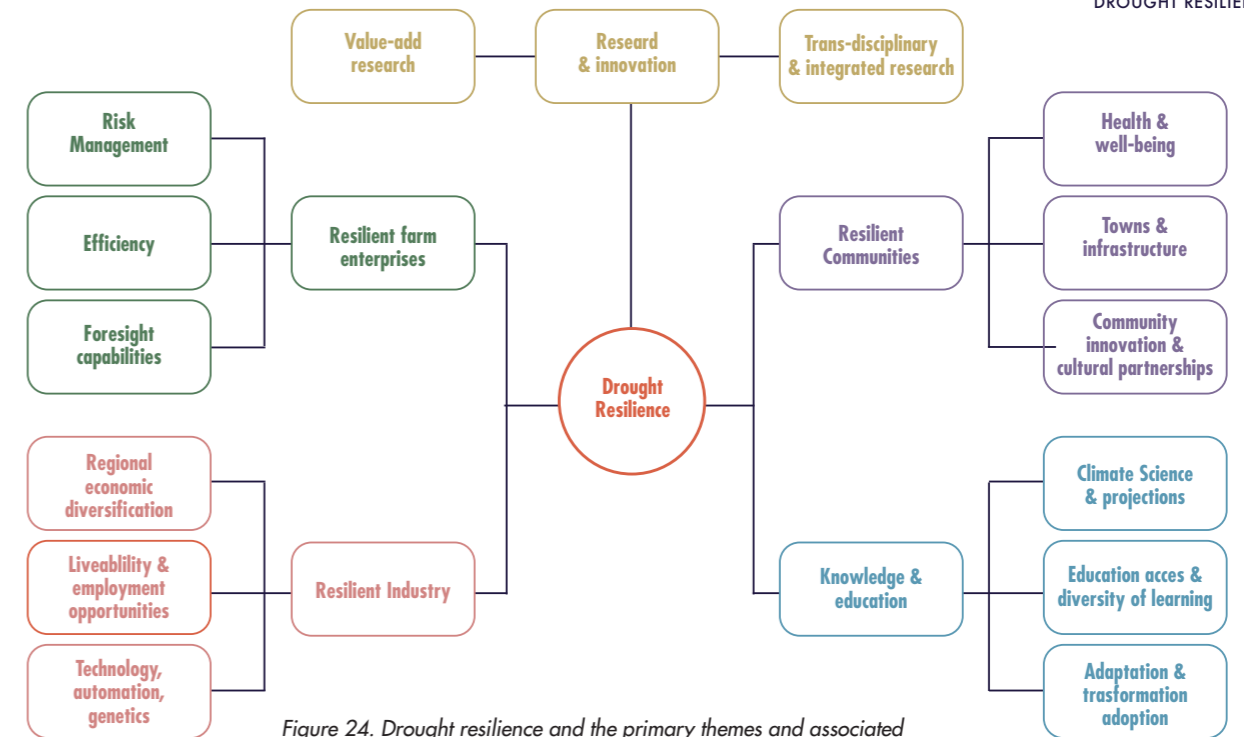 DROUGHT RESILIEN
Value-add
research
Researd
& innovation
Trans-disciplinary
& integrated research
Risk
Management
Efficiency
Foresight
capabilities
Resilient farm
enterprises
Resilient
Communities
Health &
well-being
Towns &
infrastructure
Community
innovation &
cultural partnerships
Drought
Resilience
Regional
economic
diversification
Liveablility &
employment
opportunities
Technology,
automation,
genetics
Resilient Industry
Knowledge &
education
Climate Science
& projections
Education acces &
diversity of learning
Adaptation &
trasformation
adoption
Figure 24. Drought resilience and the primary themes and associated